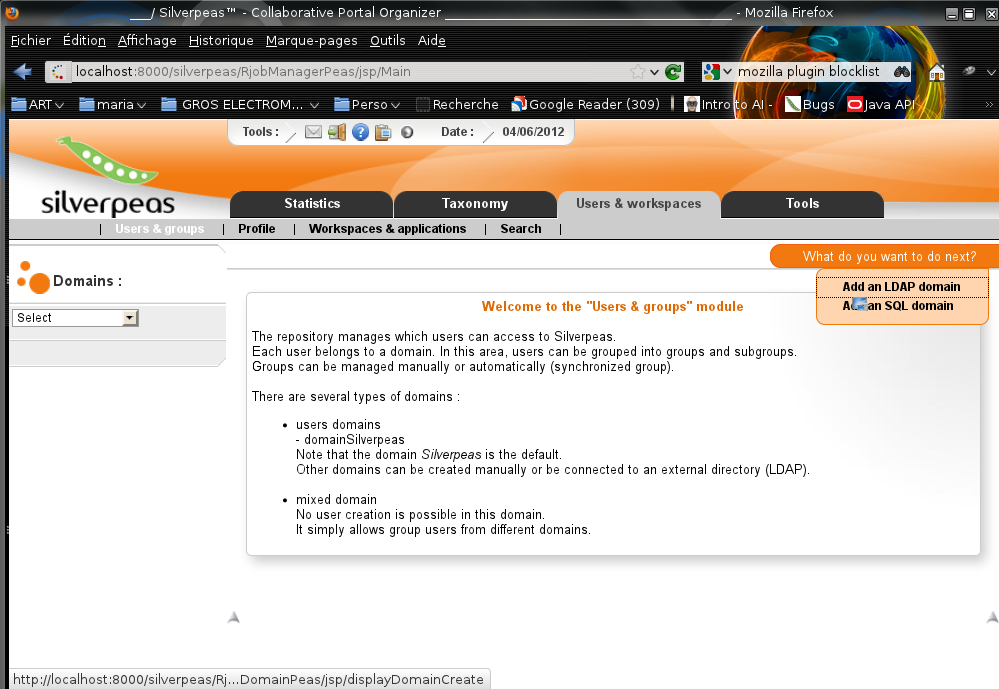 ___/ Silverpeas™ - Collaborative Portal Organizer ________________________________________ - Mozilla Firefox
Fichier Édition Affichage Historique Marque-pages Outils Aide
localhost:8000/silverpeas/RjobManagerPeas/jsp/Main
mozilla plugin blocklist
ART maria GROS ELECTROM... Perso Recherche Google Reader (309) Intro to AI - Bugs Java API
Tools : Date : 04/06/2012
silverpeas
Statistics Taxonomy Users & workspaces Tools
Users & groups | Profile | Workspaces & applications | Search |
What do you want to do next?
Add an LDAP domain
an SQL domain
Domains :
Select
Welcome to the "Users & groups" module
The repository manages which users can access to Silverpeas.
Each user belongs to a domain. In this area, users can be grouped into groups and subgroups.
Groups can be managed manually or automatically (synchronized group).
There are several types of domains :
• users domains
- domainSilverpeas
Note that the domain Silverpeas is the default.
Other domains can be created manually or be connected to an external directory (LDAP).
• mixed domain
No user creation is possible in this domain.
It simply allows group users from different domains.
http://localhost:8000/silverpeas/Rj...DomainPeas/jsp/displayDomainCreate